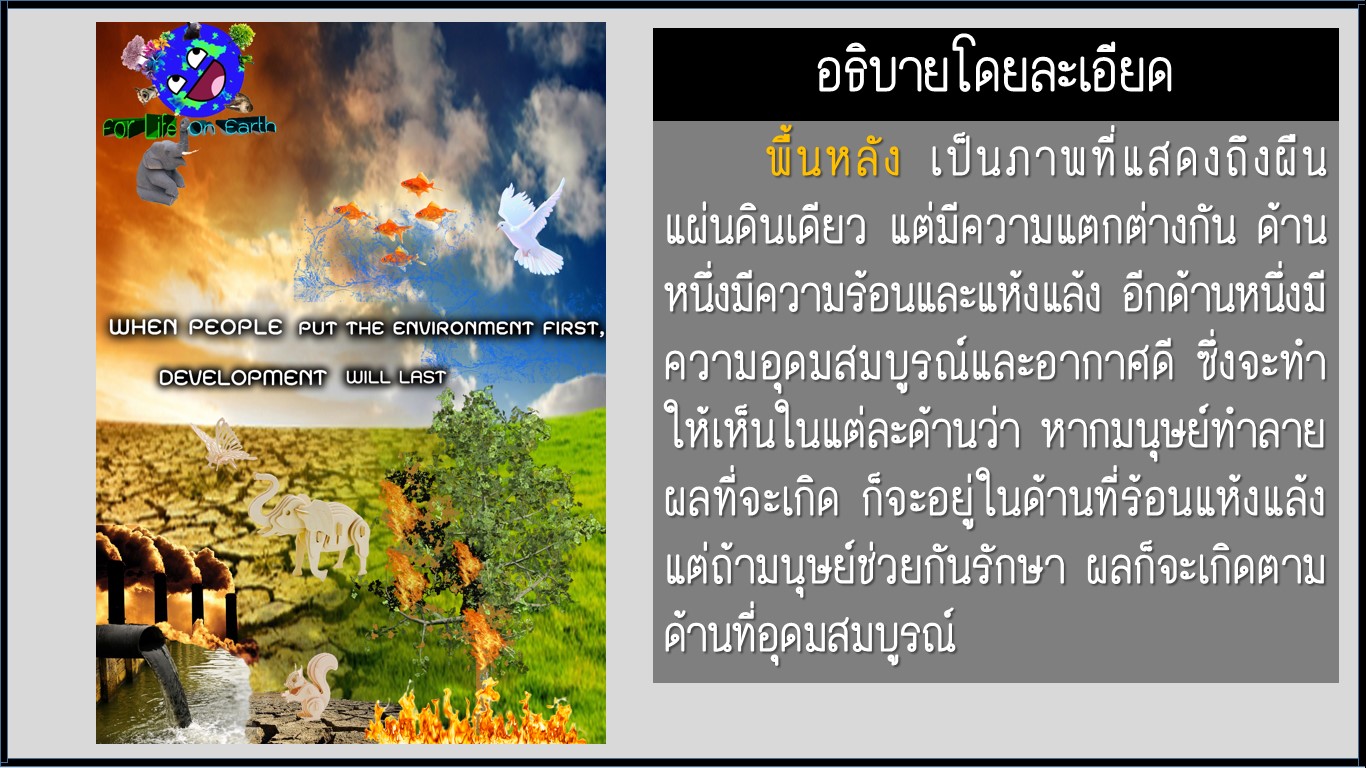 For Life on Earth
WHEN PEOPLE PUT THE ENVIRONMENT FIRST,
DEVELOPMENT WILL LAST
อธิบายโดยละเอียด
พื้นหลัง เป็นภาพที่แสดงถึงผืน
แผ่นดินเดียว แต่มีความแตกต่างกัน ด้าน
หนึ่งมีความร้อนและแห้งแล้ง อีกด้านหนึ่งมี
ความอุดมสมบูรณ์และอากาศดี ซึ่งจะทำ
ให้เห็นในแต่ละด้านว่า หากมนุษย์ทำลาย
ผลที่จะเกิด ก็จะอยู่ในด้านที่ร้อนแห้งแล้ง
แต่ถ้ามนุษย์ช่วยกันรักษา ผลก็จะเกิดตาม
ด้านที่อุดมสมบูรณ์